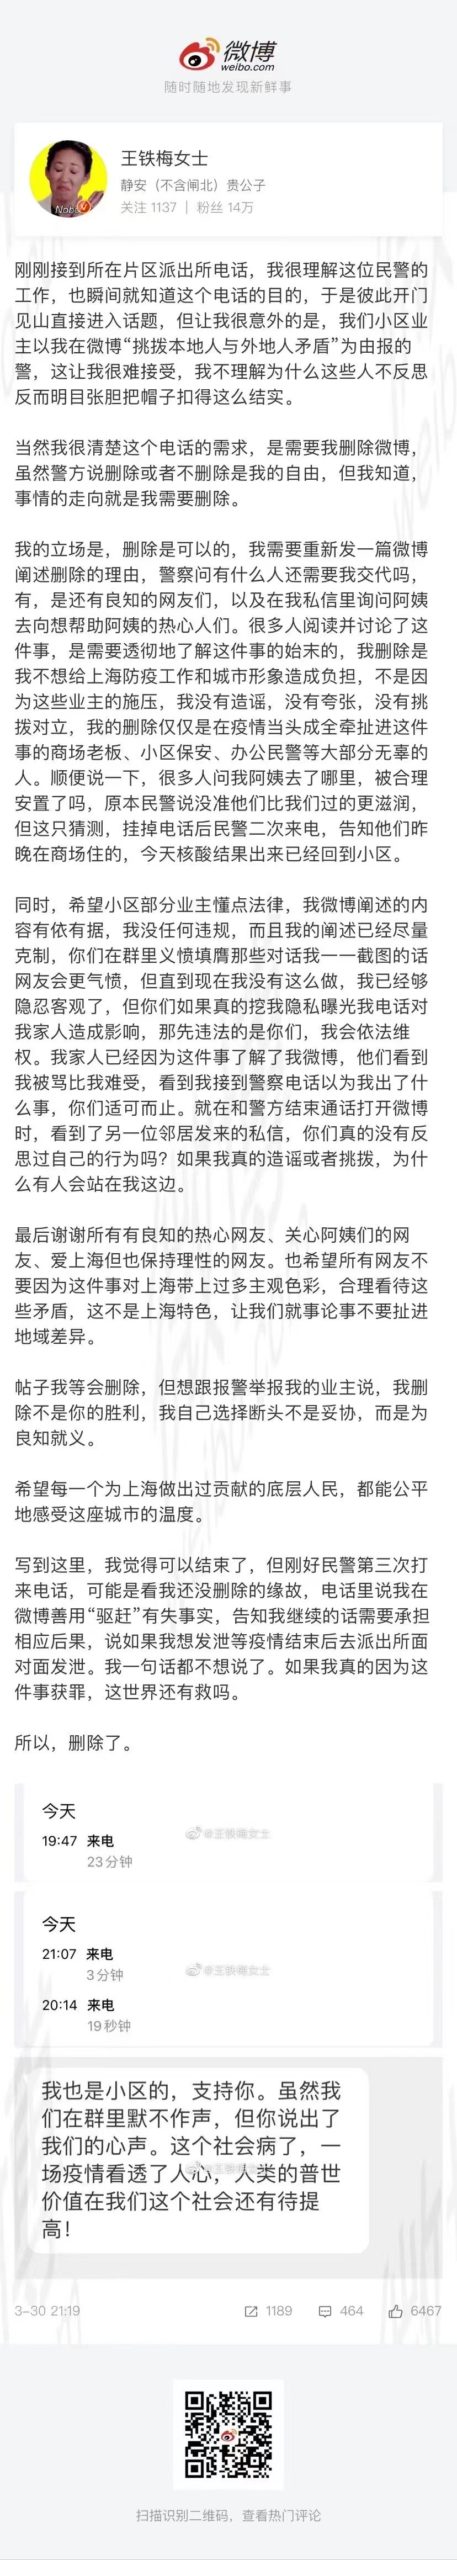 微博
weibo.com
随时随地发现新鲜事
王铁梅女士
静安（不含闸北）贵公子
关注 1137 | 粉丝 14万
刚刚接到所在片区派出所电话，我很理解这位民警的
工作，也瞬间就知道这个电话的目的，于是彼此开门
见山直接进入话题，但让我很意外的是，我们小区业
主以我在微博“挑拨本地人与外地人矛盾”为由报的
警，这让我很难接受，我不理解为什么这些人不反思
反而明目张胆把帽子扣得这么结实。
当然我很清楚这个电话的需求，是需要我删除微博，
虽然警方说删除或者不删除是我的自由，但我知道，
事情的走向就是我需要删除。
我的立场是，删除是可以的，我需要重新发一篇微博
阐述删除的理由，警察问有什么人还需要我交代吗，
有，是还有良知的网友们，以及在我私信里询问阿姨
去向想帮助阿姨的热心人们。很多人阅读并讨论了这
件事，是需要透彻地了解这件事的始末的，我删除是
我不想给上海防疫工作和城市形象造成负担，不是因
为这些业主的施压，我没有造谣，没有夸张，没有挑
拨对立，我的删除仅仅是在疫情当头成全牵扯进这件
事的商场老板、小区保安、办公民警等大部分无辜的
人。顺便说一下，很多人问我阿姨去了哪里，被合理
安置了吗，原本民警说没准他们比我们过的更滋润，
但这只猜测，挂掉电话后民警二次来电，告知他们昨
晚在商场住的，今天核酸结果出来已经回到小区。
同时，希望小区部分业主懂点法律，我微博阐述的内
容有依有据，我没任何违规，而且我的阐述已经尽量
克制，你们在群里义愤填膺那些对话我一一截图的话
网友会更气愤，但直到现在我没有这么做，我已经够
隐忍客观了，但你们如果真的挖我隐私曝光我电话对
我家人造成影响，那先违法的是你们，我会依法维
权。我家人已经因为这件事了解了我微博，他们看到
我被骂比我难受，看到我接到警察电话以为我出了什
么事，你们适可而止。就在和警方结束通话打开微博
时，看到了另一位邻居发来的私信，你们真的没有反
思过自己的行为吗？如果我真的造谣或者挑拨，为什
么有人会站在我这边。
最后谢谢所有有良知的热心网友、关心阿姨们的网
友、爱上海但也保持理性的网友。也希望所有网友不
要因为这件事对上海带上过多主观色彩，合理看待这
些矛盾，这不是上海特色，让我们就事论事不要扯进
地域差异。
帖子我等会删除，但想跟报警举报我的业主说，我删
除不是你的胜利，我自己选择断头不是妥协，而是为
良知就义。
希望每一个为上海做出过贡献的底层人民，都能公平
地感受这座城市的温度。
写到这里，我觉得可以结束了，但刚好民警第三次打
来电话，可能是看我还没删除的缘故，电话里说我在
微博善用“驱赶”有失事实，告知我继续的话需要承担
相应后果，说如果我想发泄等疫情结束后去派出所面
对面发泄。我一句话都不想说了。如果我真的因为这
件事获罪，这世界还有救吗。
所以，删除了。
今天
19:47 来电
23分钟
@王铁梅女士
今天
21:07 来电
3分钟
@王铁梅女士
20:14 来电
19秒钟
我也是小区的，支持你。虽然我
们在群里默不作声，但你说出了
我们的心声。这个社会病了，一
场疫情看透了人心，人类的普世
价值在我们这个社会还有待提
高！
3-30 21:19 1189 464 6467
扫描识别二维码，查看热门评论